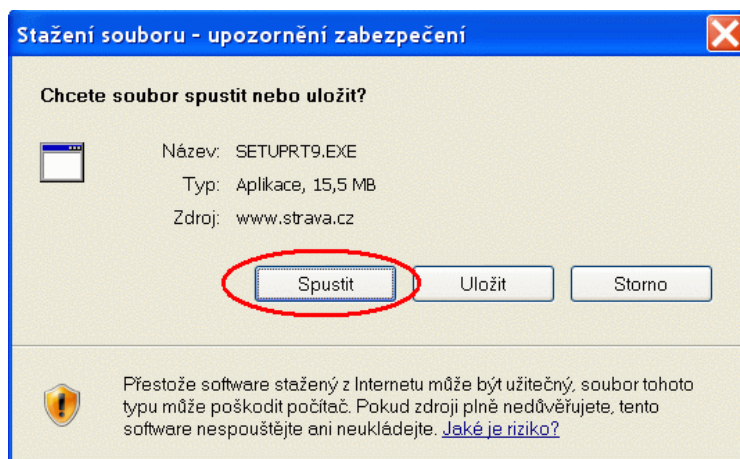 Stažení souboru - upozornění zabezpečení
Chcete soubor spustit nebo uložit?
Název: SETUPRT9.EXE
Typ: Aplikace, 15,5 MB
Zdroj: www.strava.cz
Spustit Uložit Storno
Přestože software stažený z Internetu může být užitečný, soubor tohoto
typu může poškodit počítač. Pokud zdroji plně nedůvěřujete, tento
software nespouštějte ani neukládejte. Jaké je riziko?